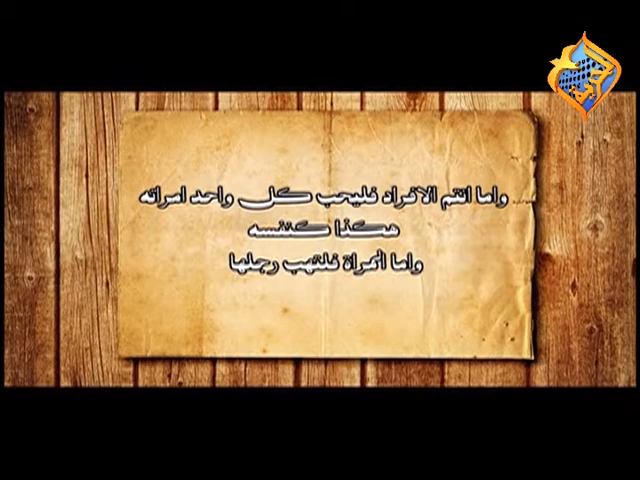 ... واما انتم الافراد فليحب كل واحد امراته
هكذا كنفسه
واما المراة فلتهب رجلها